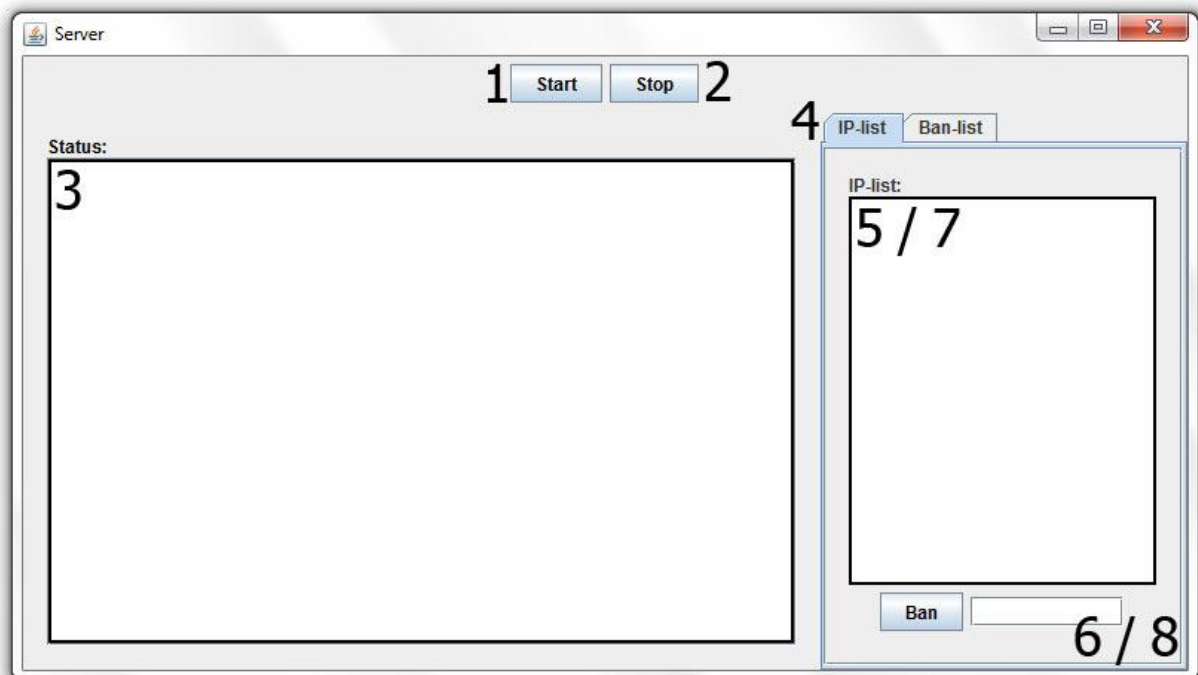 Server
1 Start Stop 2
4 IP-list Ban-list
Status:
3
IP-list:
5 / 7
Ban
6 / 8